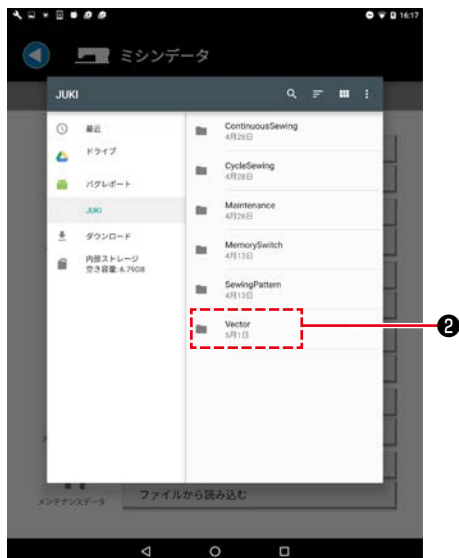 16:17
ミシンデータ
JUKI
最近
ドライブ
バグレポート
JUKI
ダウンロード
内部ストレージ
空き容量: 6.79GB
ContinuousSewing
4月28日
CycleSewing
4月28日
Maintenance
4月26日
MemorySwitch
4月13日
SewingPattern
4月13日
Vector
5月1日
❷
メンテナンスデータ
ファイルから読み込む